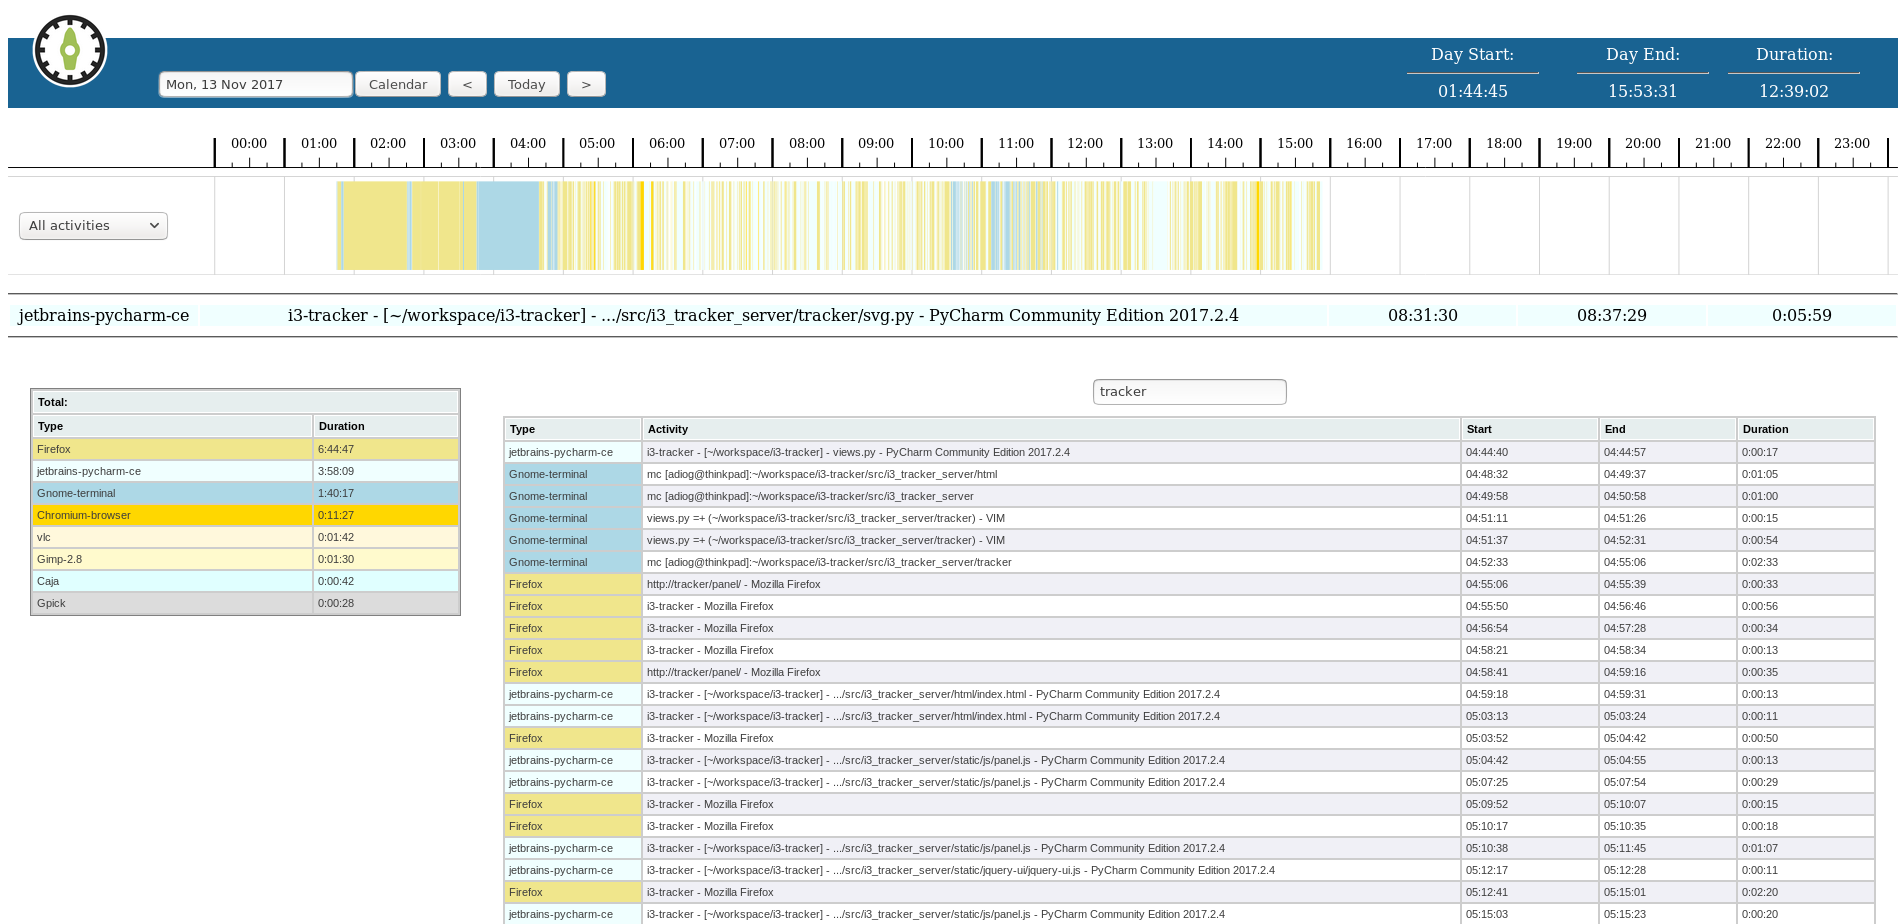 Day Start: Day End: Duration:
Mon, 13 Nov 2017 Calendar < Today >
01:44:45 15:53:31 12:39:02
00:00 01:00 02:00 03:00 04:00 05:00 06:00 07:00 08:00 09:00 10:00 11:00 12:00 13:00 14:00 15:00 16:00 17:00 18:00 19:00 20:00 21:00 22:00 23:00
All activities
jetbrains-pycharm-ce i3-tracker - [~/workspace/i3-tracker] - .../src/i3_tracker_server/tracker/svg.py - PyCharm Community Edition 2017.2.4 08:31:30 08:37:29 0:05:59
Total:
Type Duration
Firefox 6:44:47
jetbrains-pycharm-ce 3:58:09
Gnome-terminal 1:40:17
Chromium-browser 0:11:27
vlc 0:01:42
Gimp-2.8 0:01:30
Caja 0:00:42
Gpick 0:00:28
tracker
Type Activity Start End Duration
jetbrains-pycharm-ce i3-tracker - [~/workspace/i3-tracker] - views.py - PyCharm Community Edition 2017.2.4 04:44:40 04:44:57 0:00:17
Gnome-terminal mc [adiog@thinkpad]:~/workspace/i3-tracker/src/i3_tracker_server/html 04:48:32 04:49:37 0:01:05
Gnome-terminal mc [adiog@thinkpad]:~/workspace/i3-tracker/src/i3_tracker_server 04:49:58 04:50:58 0:01:00
Gnome-terminal views.py =+ (~/workspace/i3-tracker/src/i3_tracker_server/tracker) - VIM 04:51:11 04:51:26 0:00:15
Gnome-terminal views.py =+ (~/workspace/i3-tracker/src/i3_tracker_server/tracker) - VIM 04:51:37 04:52:31 0:00:54
Gnome-terminal mc [adiog@thinkpad]:~/workspace/i3-tracker/src/i3_tracker_server/tracker 04:52:33 04:55:06 0:02:33
Firefox http://tracker/panel/ - Mozilla Firefox 04:55:06 04:55:39 0:00:33
Firefox i3-tracker - Mozilla Firefox 04:55:50 04:56:46 0:00:56
Firefox i3-tracker - Mozilla Firefox 04:56:54 04:57:28 0:00:34
Firefox i3-tracker - Mozilla Firefox 04:58:21 04:58:34 0:00:13
Firefox http://tracker/panel/ - Mozilla Firefox 04:58:41 04:59:16 0:00:35
jetbrains-pycharm-ce i3-tracker - [~/workspace/i3-tracker] - .../src/i3_tracker_server/html/index.html - PyCharm Community Edition 2017.2.4 04:59:18 04:59:31 0:00:13
jetbrains-pycharm-ce i3-tracker - [~/workspace/i3-tracker] - .../src/i3_tracker_server/html/index.html - PyCharm Community Edition 2017.2.4 05:03:13 05:03:24 0:00:11
Firefox i3-tracker - Mozilla Firefox 05:03:52 05:04:42 0:00:50
jetbrains-pycharm-ce i3-tracker - [~/workspace/i3-tracker] - .../src/i3_tracker_server/static/js/panel.js - PyCharm Community Edition 2017.2.4 05:04:42 05:04:55 0:00:13
jetbrains-pycharm-ce i3-tracker - [~/workspace/i3-tracker] - .../src/i3_tracker_server/static/js/panel.js - PyCharm Community Edition 2017.2.4 05:07:25 05:07:54 0:00:29
Firefox i3-tracker - Mozilla Firefox 05:09:52 05:10:07 0:00:15
Firefox i3-tracker - Mozilla Firefox 05:10:17 05:10:35 0:00:18
jetbrains-pycharm-ce i3-tracker - [~/workspace/i3-tracker] - .../src/i3_tracker_server/static/js/panel.js - PyCharm Community Edition 2017.2.4 05:10:38 05:11:45 0:01:07
jetbrains-pycharm-ce i3-tracker - [~/workspace/i3-tracker] - .../src/i3_tracker_server/static/jquery-ui/jquery-ui.js - PyCharm Community Edition 2017.2.4 05:12:17 05:12:28 0:00:11
Firefox i3-tracker - Mozilla Firefox 05:12:41 05:15:01 0:02:20
jetbrains-pycharm-ce i3-tracker - [~/workspace/i3-tracker] - .../src/i3_tracker_server/static/js/panel.js - PyCharm Community Edition 2017.2.4 05:15:03 05:15:23 0:00:20